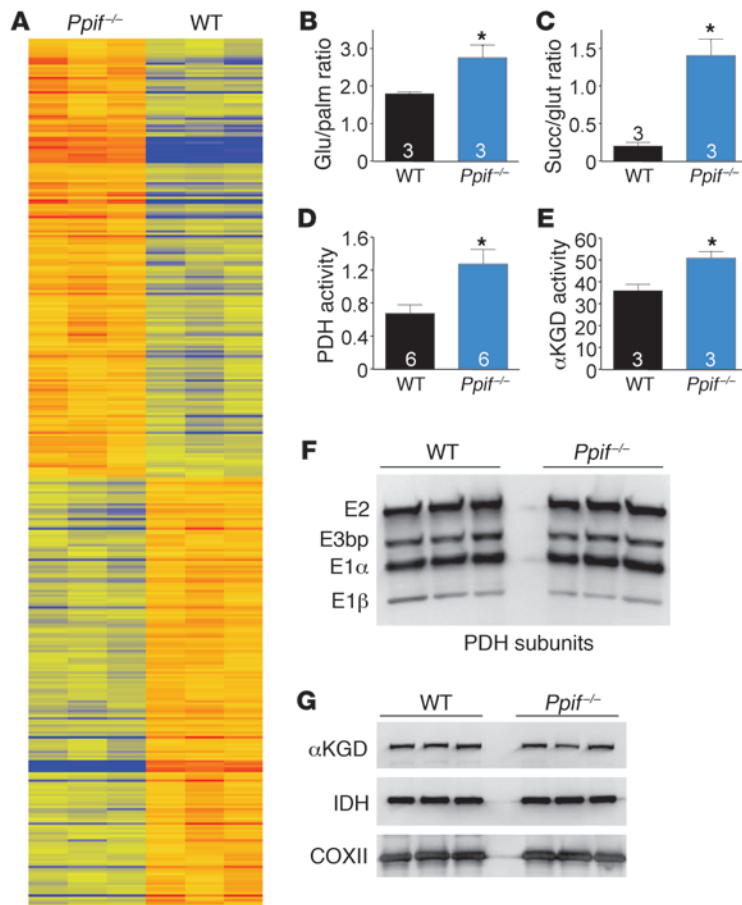 A
Ppif–/– WT
B
Glu/palm ratio
3.0
2.0
1.0
0
*
3 3
WT Ppif–/–
C
Succ/glut ratio
1.5
1.0
0.5
0
*
3 3
WT Ppif–/–
D
PDH activity
1.6
1.2
0.8
0.4
0
*
6 6
WT Ppif–/–
E
αKGD activity
60
50
40
30
20
10
0
*
3 3
WT Ppif–/–
F
WT Ppif–/–
E2
E3bp
E1α
E1β
PDH subunits
G
WT Ppif–/–
αKGD
IDH
COXII